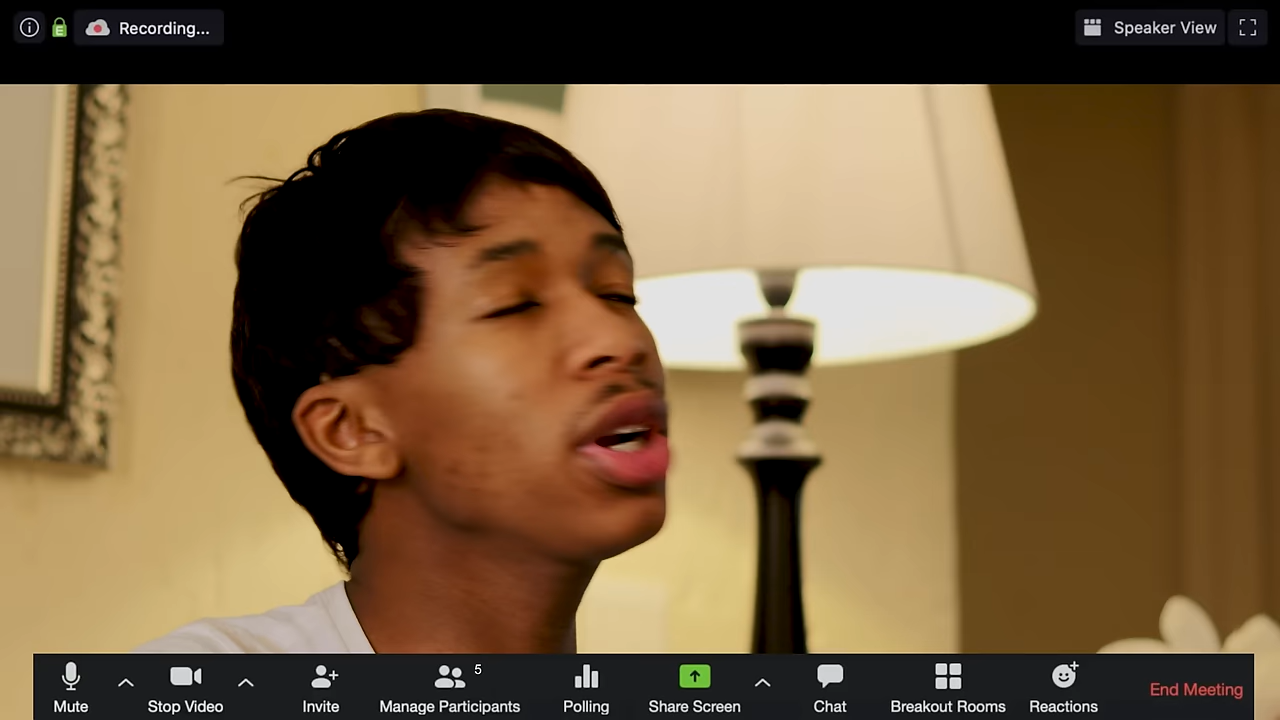 E
Recording...
Speaker View
5
Mute
Stop Video
Invite
Manage Participants
Polling
Share Screen
Chat
Breakout Rooms
Reactions
End Meeting